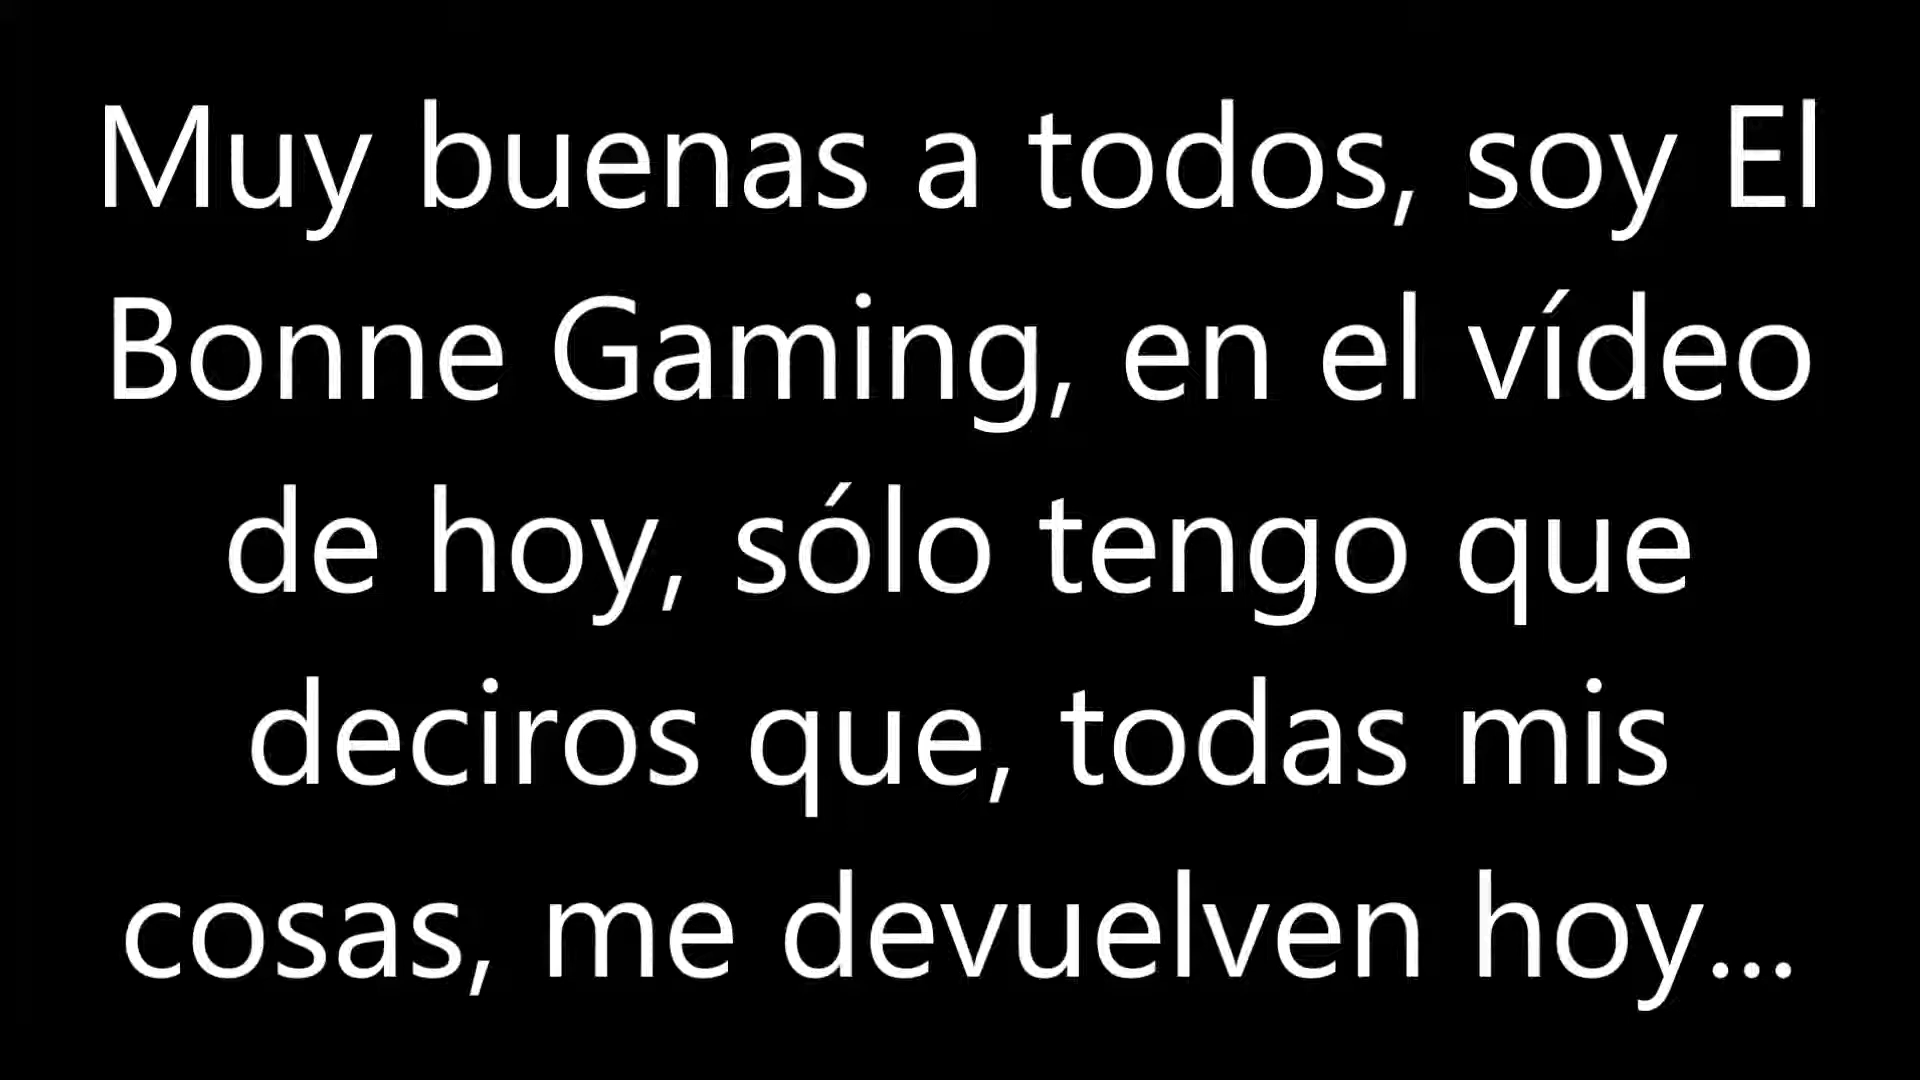 Muy buenas a todos, soy El
Bonne Gaming, en el vídeo
de hoy, sólo tengo que
deciros que, todas mis
cosas, me devuelven hoy...